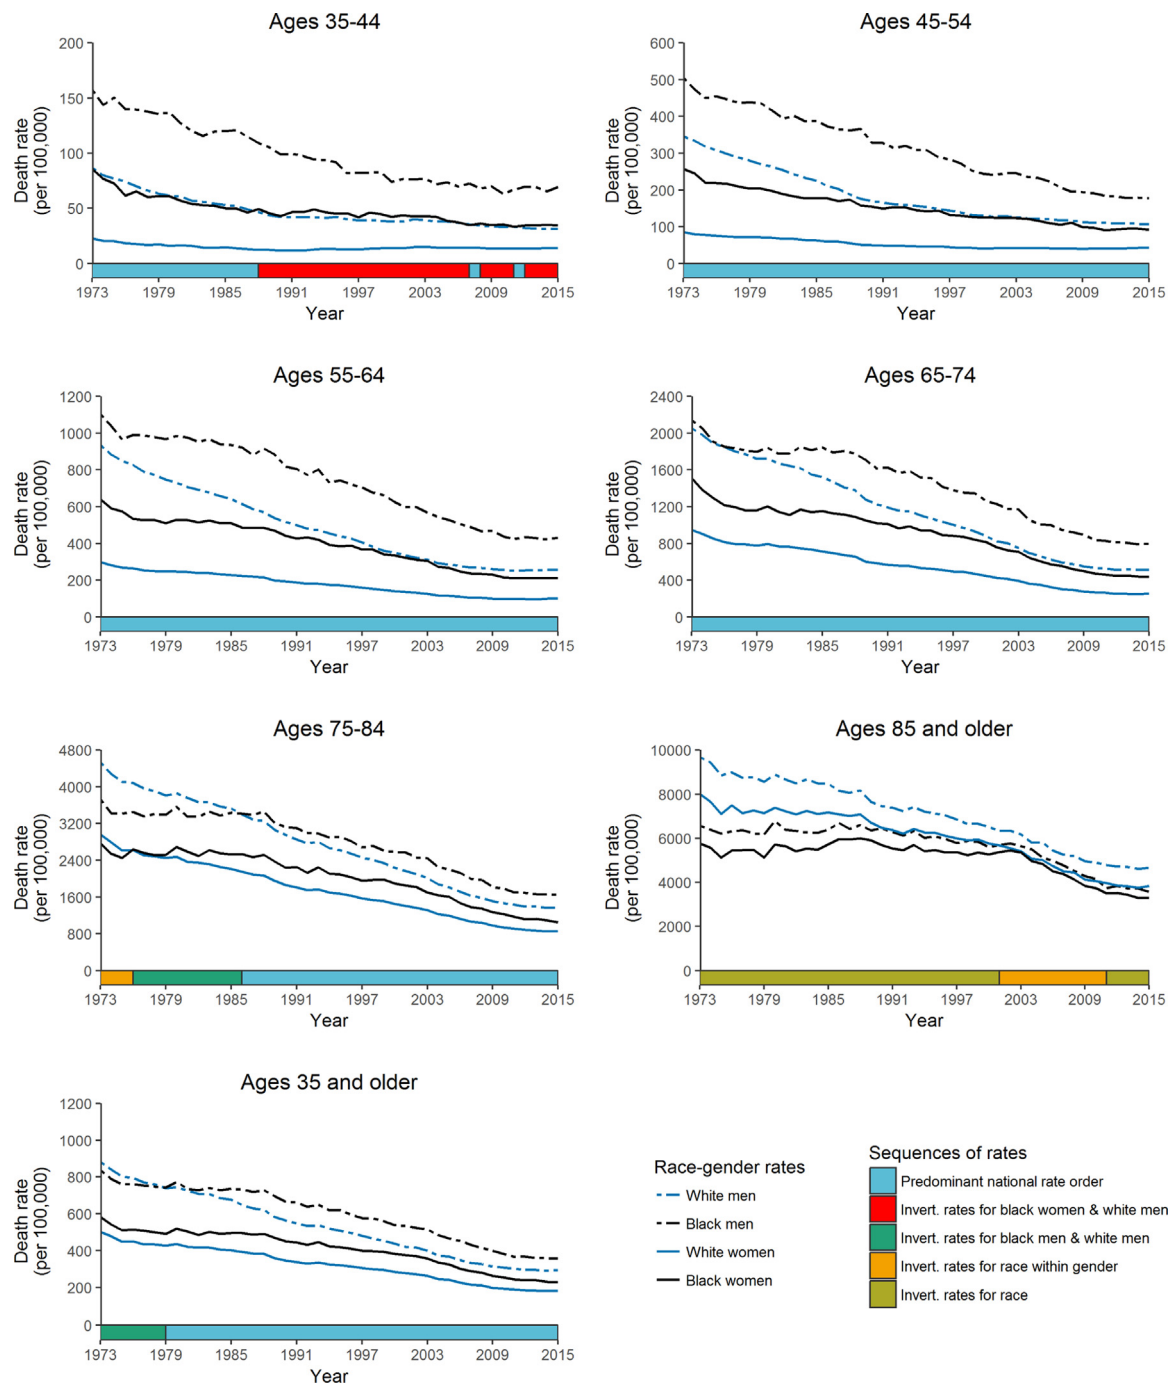 Ages 35-44
Death rate
(per 100,000)
200
150
100
50
0
1973 1979 1985 1991 1997 2003 2009 2015
Year
Ages 45-54
Death rate
(per 100,000)
600
500
400
300
200
100
0
1973 1979 1985 1991 1997 2003 2009 2015
Year
Ages 55-64
Death rate
(per 100,000)
1200
1000
800
600
400
200
0
1973 1979 1985 1991 1997 2003 2009 2015
Year
Ages 65-74
Death rate
(per 100,000)
2400
2000
1600
1200
800
400
0
1973 1979 1985 1991 1997 2003 2009 2015
Year
Ages 75-84
Death rate
(per 100,000)
4800
4000
3200
2400
1600
800
0
1973 1979 1985 1991 1997 2003 2009 2015
Year
Ages 85 and older
Death rate
(per 100,000)
10000
8000
6000
4000
2000
0
1973 1979 1985 1991 1997 2003 2009 2015
Year
Ages 35 and older
Death rate
(per 100,000)
1200
1000
800
600
400
200
0
1973 1979 1985 1991 1997 2003 2009 2015
Year
Race-gender rates
White men
Black men
White women
Black women
Sequences of rates
Predominant national rate order
Invert. rates for black women & white men
Invert. rates for black men & white men
Invert. rates for race within gender
Invert. rates for race